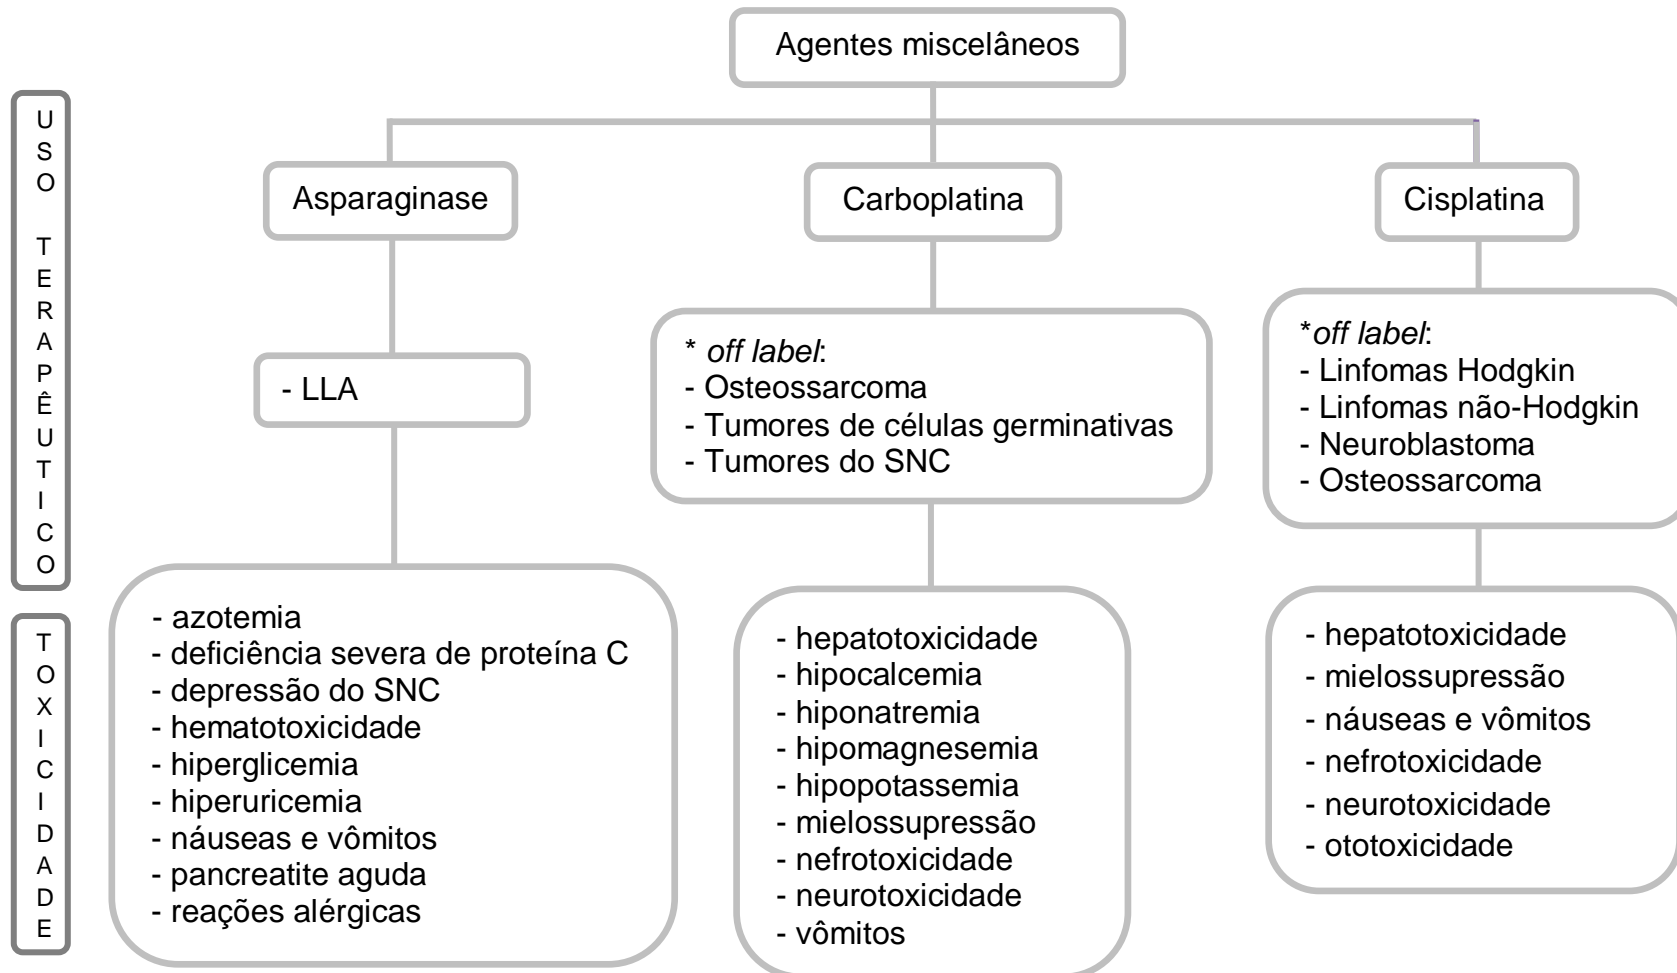 Agentes miscelâneos
USO TERAPÊUTICO
Asparaginase
Carboplatina
Cisplatina
- LLA
* off label:
- Osteossarcoma
- Tumores de células germinativas
- Tumores do SNC
*off label:
- Linfomas Hodgkin
- Linfomas não-Hodgkin
- Neuroblastoma
- Osteossarcoma
TOXICIDADE
- azotemia
- deficiência severa de proteína C
- depressão do SNC
- hematotoxicidade
- hiperglicemia
- hiperuricemia
- náuseas e vômitos
- pancreatite aguda
- reações alérgicas
- hepatotoxicidade
- hipocalcemia
- hiponatremia
- hipomagnesemia
- hipopotassemia
- mielossupressão
- nefrotoxicidade
- neurotoxicidade
- vômitos
- hepatotoxicidade
- mielossupressão
- náuseas e vômitos
- nefrotoxicidade
- neurotoxicidade
- ototoxicidade